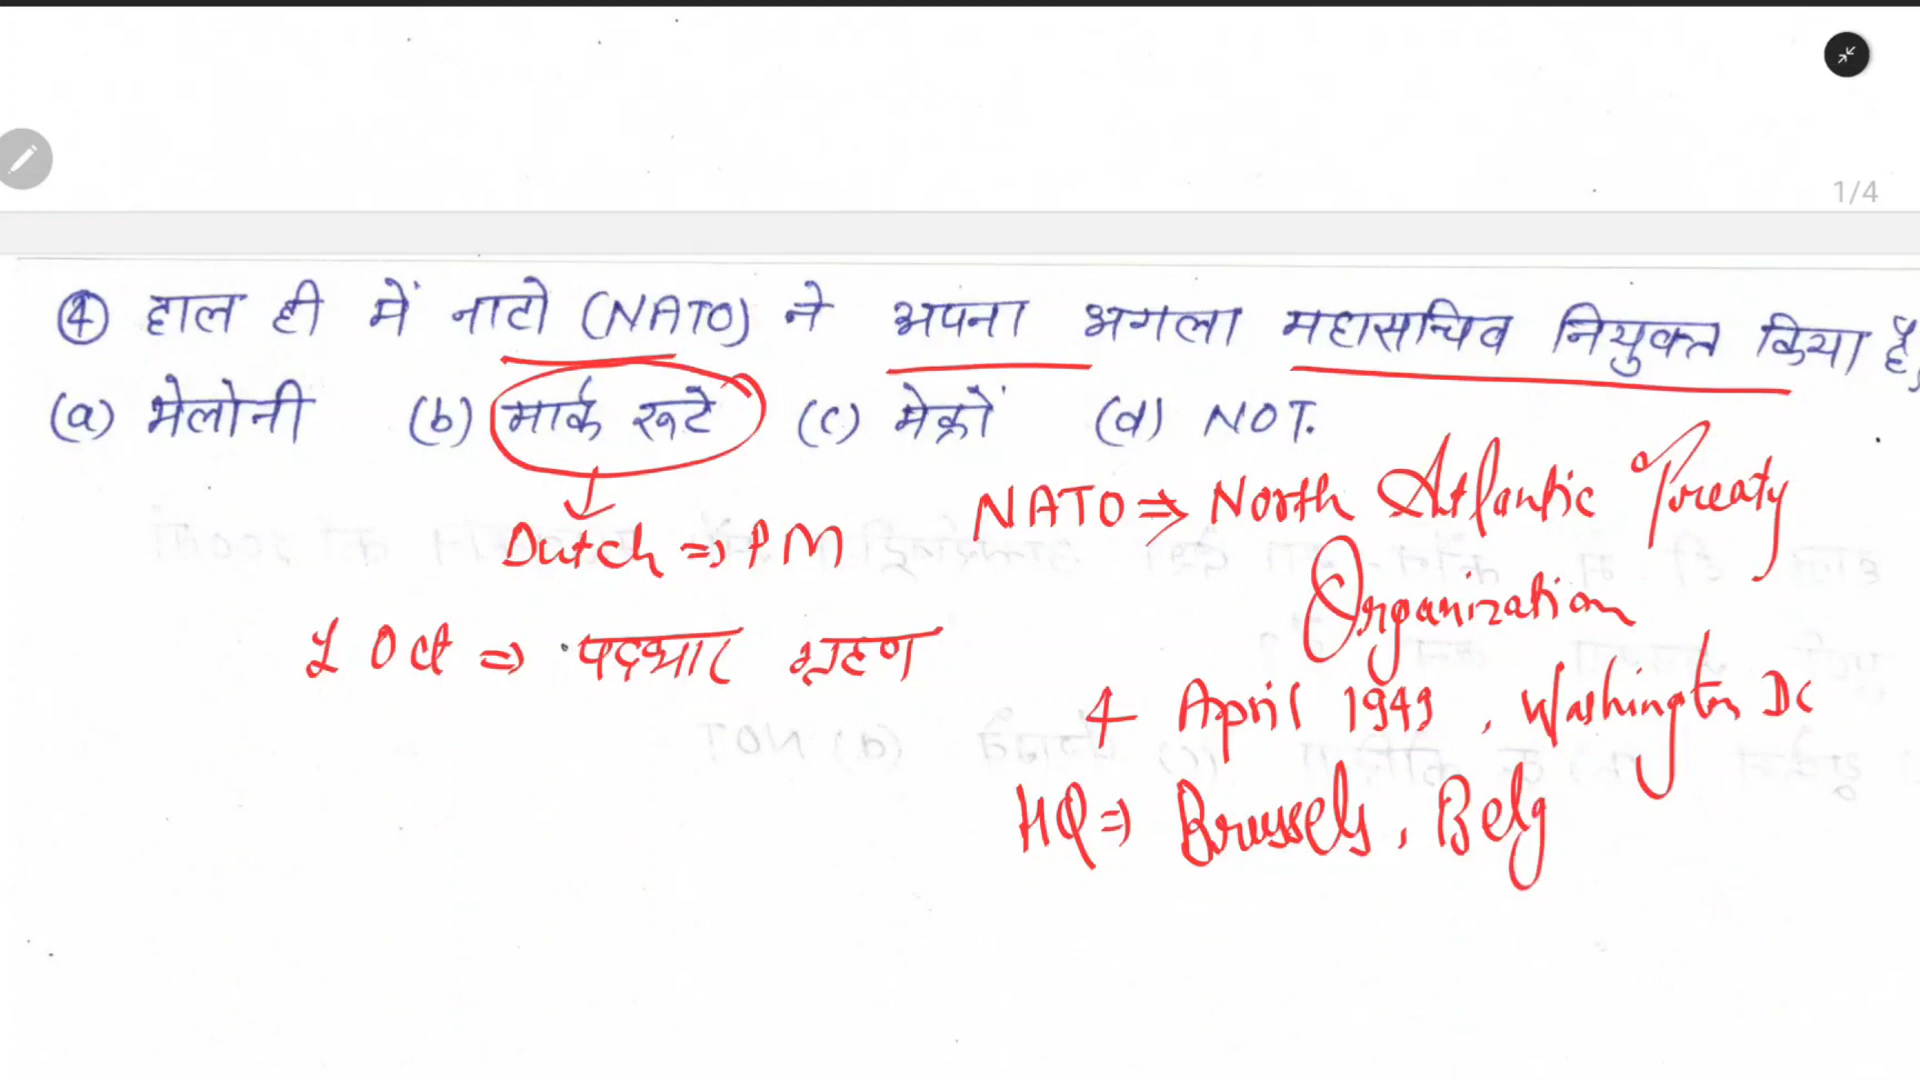 1/4
④ हाल ही में नाटो (NATO) ने अपना अगला महासचिव नियुक्त किया है,
(a) मेलोनी (b) मार्क रूटे (c) मेक्रों (d) NOT.
Dutch ⇒ PM
1 Oct ⇒ पदभार ग्रहण
NATO ⇒ North Atlantic Treaty
Organization
4 April 1949, Washington DC
HQ ⇒ Brussels, Belg